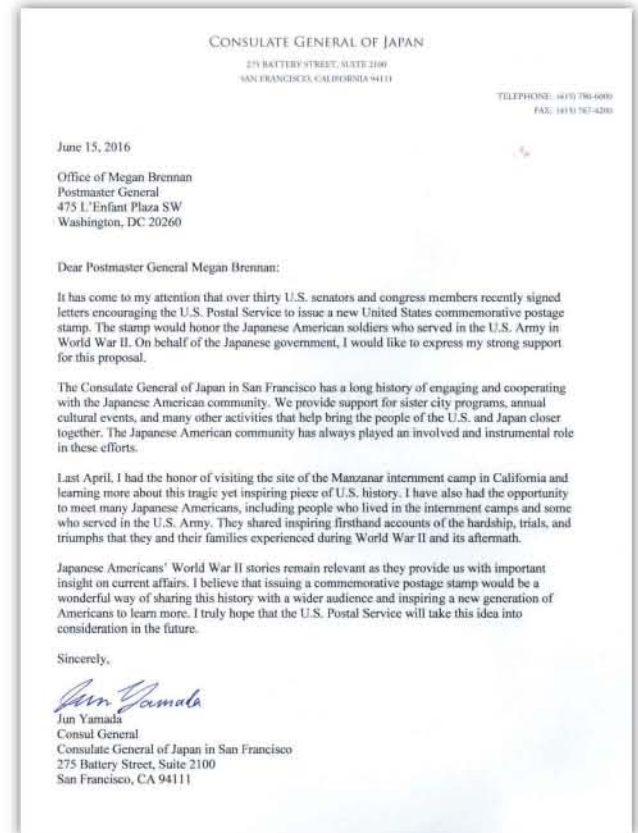 CONSULATE GENERAL OF JAPAN
275 BATTERY STREET, SUITE 2100
SAN FRANCISCO, CALIFORNIA 94111
TELEPHONE: (415) 780-6000
FAX: (415) 767-4200
June 15, 2016
Office of Megan Brennan
Postmaster General
475 L'Enfant Plaza SW
Washington, DC 20260
Dear Postmaster General Megan Brennan:
It has come to my attention that over thirty U.S. senators and congress members recently signed
letters encouraging the U.S. Postal Service to issue a new United States commemorative postage
stamp. The stamp would honor the Japanese American soldiers who served in the U.S. Army in
World War II. On behalf of the Japanese government, I would like to express my strong support
for this proposal.
The Consulate General of Japan in San Francisco has a long history of engaging and cooperating
with the Japanese American community. We provide support for sister city programs, annual
cultural events, and many other activities that help bring the people of the U.S. and Japan closer
together. The Japanese American community has always played an involved and instrumental role
in these efforts.
Last April, I had the honor of visiting the site of the Manzanar internment camp in California and
learning more about this tragic yet inspiring piece of U.S. history. I have also had the opportunity
to meet many Japanese Americans, including people who lived in the internment camps and some
who served in the U.S. Army. They shared inspiring firsthand accounts of the hardship, trials, and
triumphs that they and their families experienced during World War II and its aftermath.
Japanese Americans' World War II stories remain relevant as they provide us with important
insight on current affairs. I believe that issuing a commemorative postage stamp would be a
wonderful way of sharing this history with a wider audience and inspiring a new generation of
Americans to learn more. I truly hope that the U.S. Postal Service will take this idea into
consideration in the future.
Sincerely,
Jun Yamada
Jun Yamada
Consul General
Consulate General of Japan in San Francisco
275 Battery Street, Suite 2100
San Francisco, CA 94111